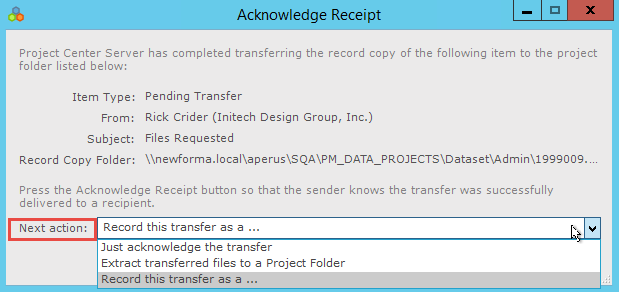 Acknowledge Receipt
Project Center Server has completed transferring the record copy of the following item to the project
folder listed below:
Item Type: Pending Transfer
From: Rick Crider (Initech Design Group, Inc.)
Subject: Files Requested
Record Copy Folder: \\newforma.local\aperus\SQA\PM_DATA_PROJECTS\Dataset\Admin\1999009....
Press the Acknowledge Receipt button so that the sender knows the transfer was successfully
delivered to a recipient.
Next action: Record this transfer as a ...
Just acknowledge the transfer
Extract transferred files to a Project Folder
Record this transfer as a ...